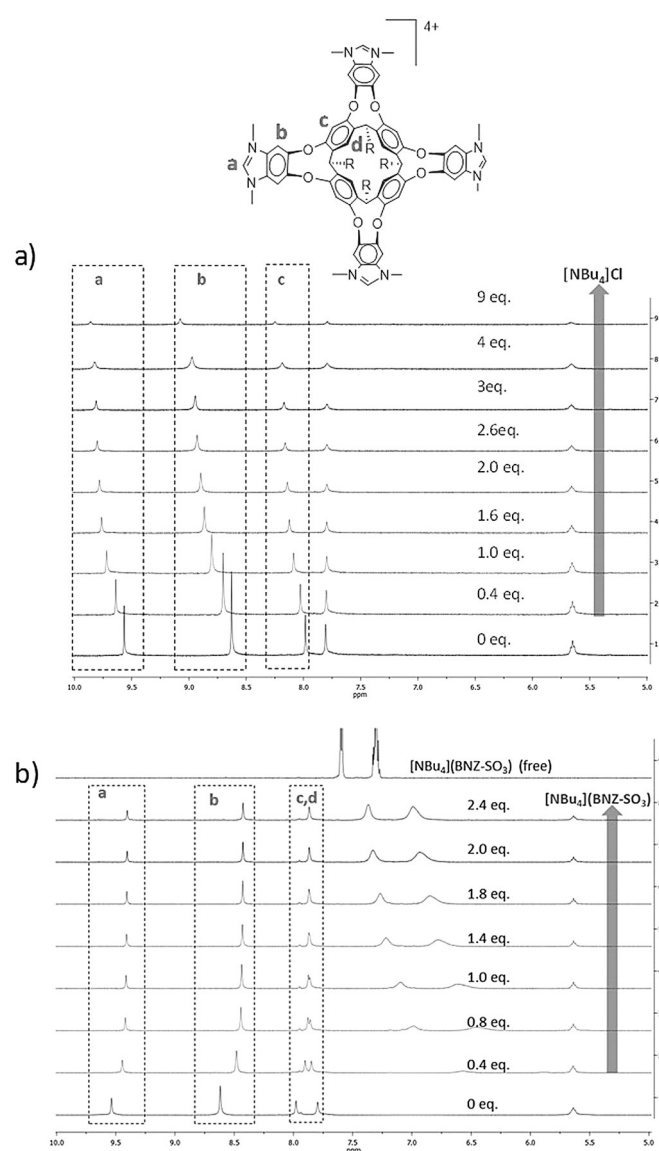 4+
N
N
O
O
c
b
R
d
a
N
N
O
O
R
R
O
O
N
N
R
O
O
N
N
a)
a
b
c
[NBu4]Cl
9 eq.
9
4 eq.
8
3eq.
7
2.6eq.
6
2.0 eq.
5
1.6 eq.
4
1.0 eq.
3
0.4 eq.
2
0 eq.
1
10.0 9.5 9.0 8.5 8.0 7.5 7.0 6.5 6.0 5.5 5.0
ppm
b)
[NBu4](BNZ-SO3) (free)
a
b
c,d
[NBu4](BNZ-SO3)
2.4 eq.
2.0 eq.
1.8 eq.
1.4 eq.
1.0 eq.
0.8 eq.
0.4 eq.
0 eq.
10.0 9.5 9.0 8.5 8.0 7.5 7.0 6.5 6.0 5.5 5.0
ppm